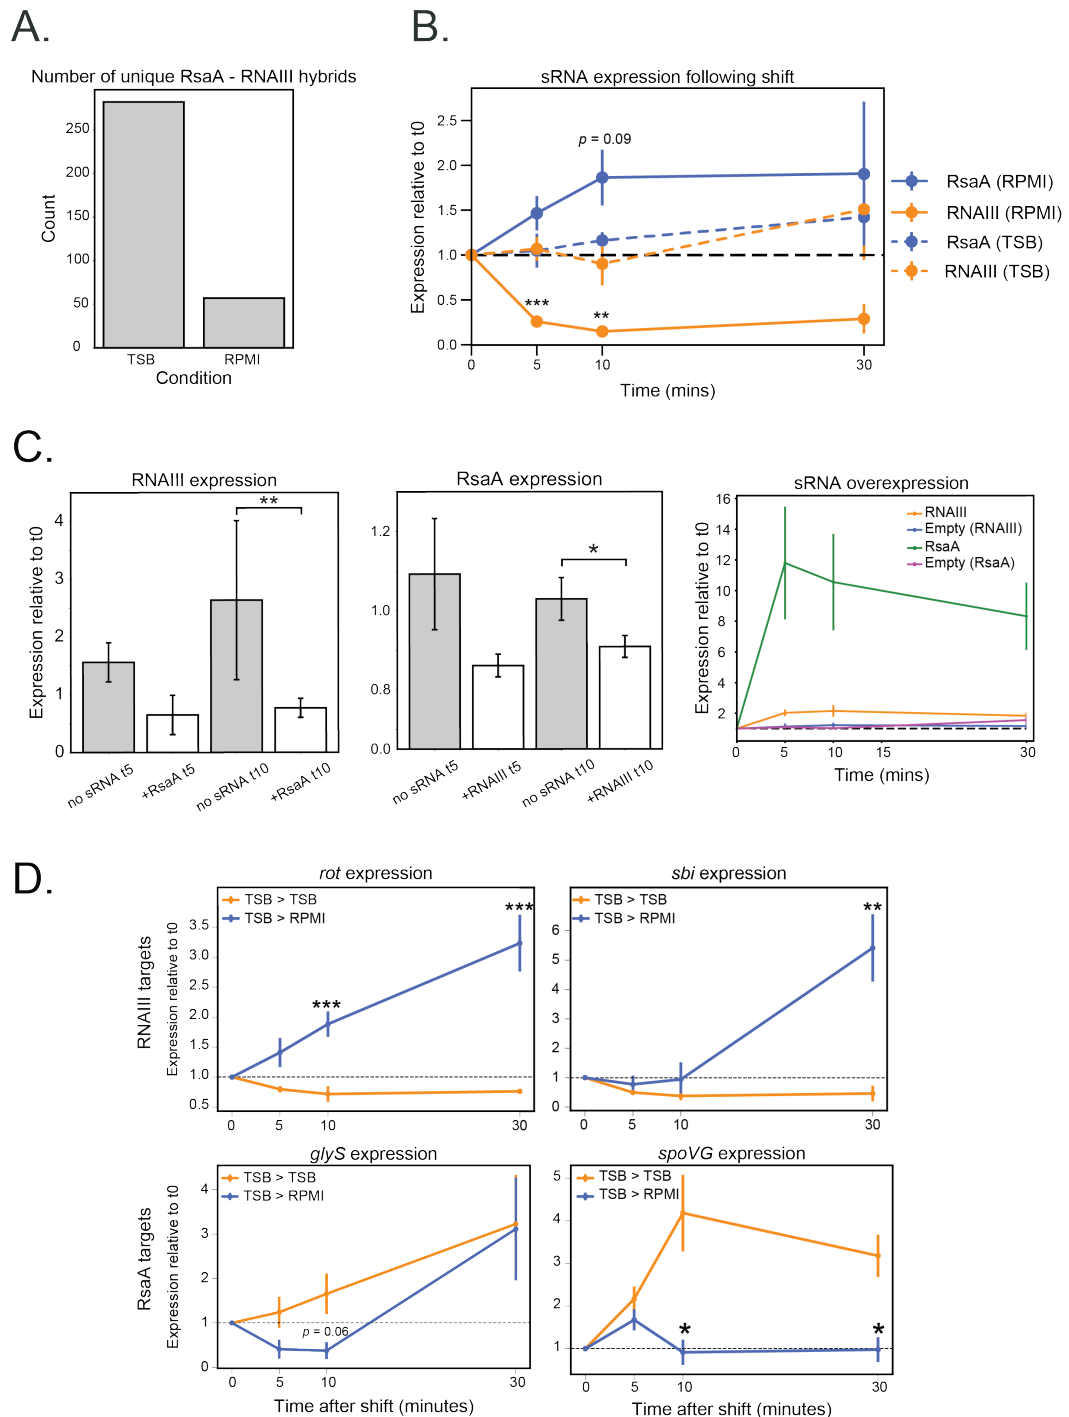 A.
B.
Number of unique RsaA - RNAIII hybrids
250
200
150
100
50
0
Count
TSB
RPMI
Condition
sRNA expression following shift
2.5
2.0
1.5
1.0
0.5
0.0
Expression relative to t0
p = 0.09
***
**
0
5
10
30
Time (mins)
RsaA (RPMI)
RNAIII (RPMI)
RsaA (TSB)
RNAIII (TSB)
C.
RNAIII expression
4
3
2
1
0
Expression relative to t0
**
no sRNA t5
+RsaA t5
no sRNA t10
+RsaA t10
RsaA expression
1.2
1.0
0.8
0.0
*
no sRNA t5
+RNAIII t5
no sRNA t10
+RNAIII t10
sRNA overexpression
16
14
12
10
8
6
4
2
Expression relative to t0
RNAIII
Empty (RNAIII)
RsaA
Empty (RsaA)
0
5
10
15
30
Time (mins)
D.
RNAIII targets
rot expression
TSB > TSB
TSB > RPMI
3.5
3.0
2.5
2.0
1.5
1.0
0.5
Expression relative to t0
***
***
0
5
10
30
sbi expression
TSB > TSB
TSB > RPMI
6
5
4
3
2
1
0
**
0
5
10
30
RsaA targets
glyS expression
TSB > TSB
TSB > RPMI
4
3
2
1
0
Expression relative to t0
p = 0.06
0
5
10
30
Time after shift (minutes)
spoVG expression
TSB > TSB
TSB > RPMI
5
4
3
2
1
*
*
0
5
10
30
Time after shift (minutes)